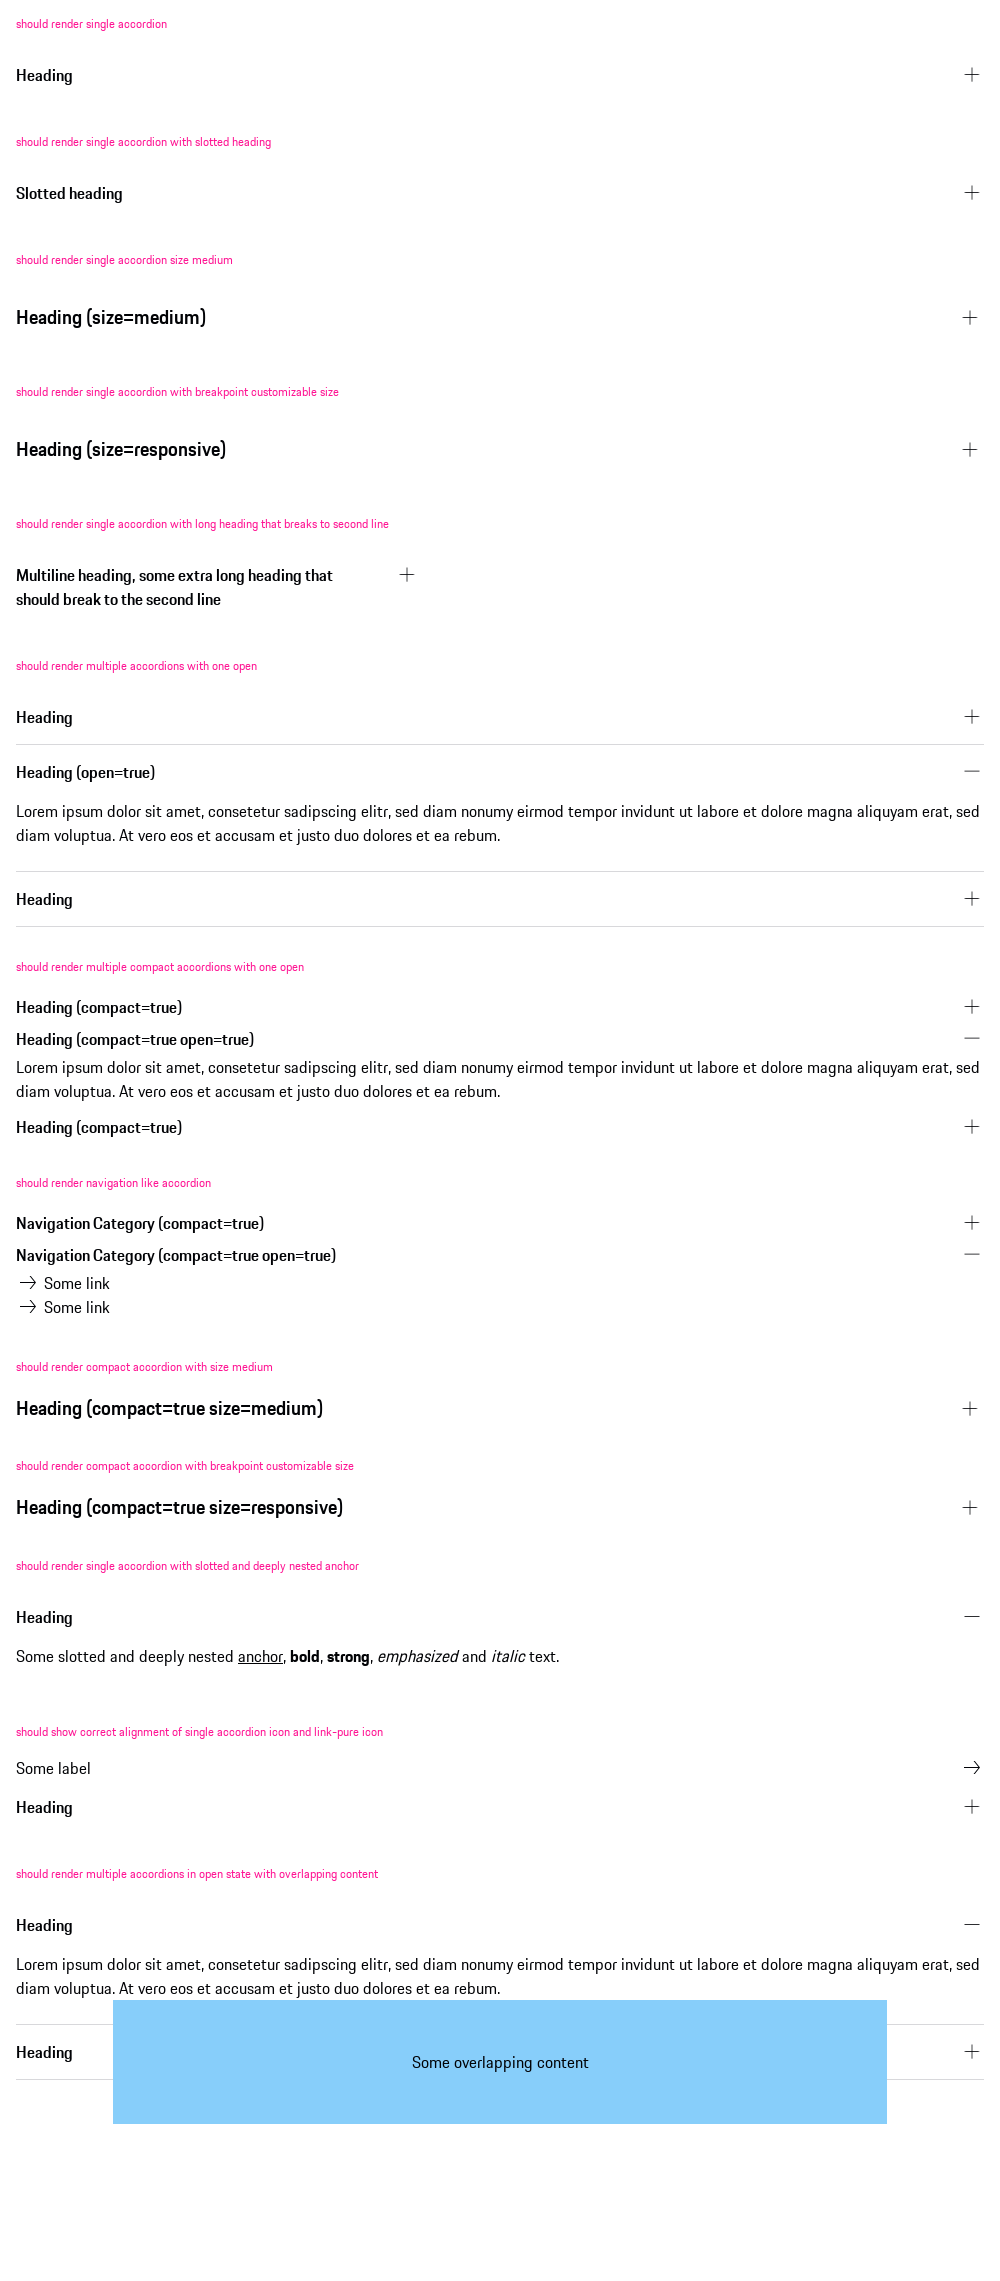 should render single accordion
Heading
should render single accordion with slotted heading
Slotted heading
should render single accordion size medium
Heading (size=medium)
should render single accordion with breakpoint customizable size
Heading (size=responsive)
should render single accordion with long heading that breaks to second line
Multiline heading, some extra long heading that
should break to the second line
should render multiple accordions with one open
Heading
Heading (open=true)
Lorem ipsum dolor sit amet, consetetur sadipscing elitr, sed diam nonumy eirmod tempor invidunt ut labore et dolore magna aliquyam erat, sed
diam voluptua. At vero eos et accusam et justo duo dolores et ea rebum.
Heading
should render multiple compact accordions with one open
Heading (compact=true)
Heading (compact=true open=true)
Lorem ipsum dolor sit amet, consetetur sadipscing elitr, sed diam nonumy eirmod tempor invidunt ut labore et dolore magna aliquyam erat, sed
diam voluptua. At vero eos et accusam et justo duo dolores et ea rebum.
Heading (compact=true)
should render navigation like accordion
Navigation Category (compact=true)
Navigation Category (compact=true open=true)
Some link
Some link
should render compact accordion with size medium
Heading (compact=true size=medium)
should render compact accordion with breakpoint customizable size
Heading (compact=true size=responsive)
should render single accordion with slotted and deeply nested anchor
Heading
Some slotted and deeply nested anchor, bold, strong, emphasized and italic text.
should show correct alignment of single accordion icon and link-pure icon
Some label
Heading
should render multiple accordions in open state with overlapping content
Heading
Lorem ipsum dolor sit amet, consetetur sadipscing elitr, sed diam nonumy eirmod tempor invidunt ut labore et dolore magna aliquyam erat, sed
diam voluptua. At vero eos et accusam et justo duo dolores et ea rebum.
Heading
Some overlapping content